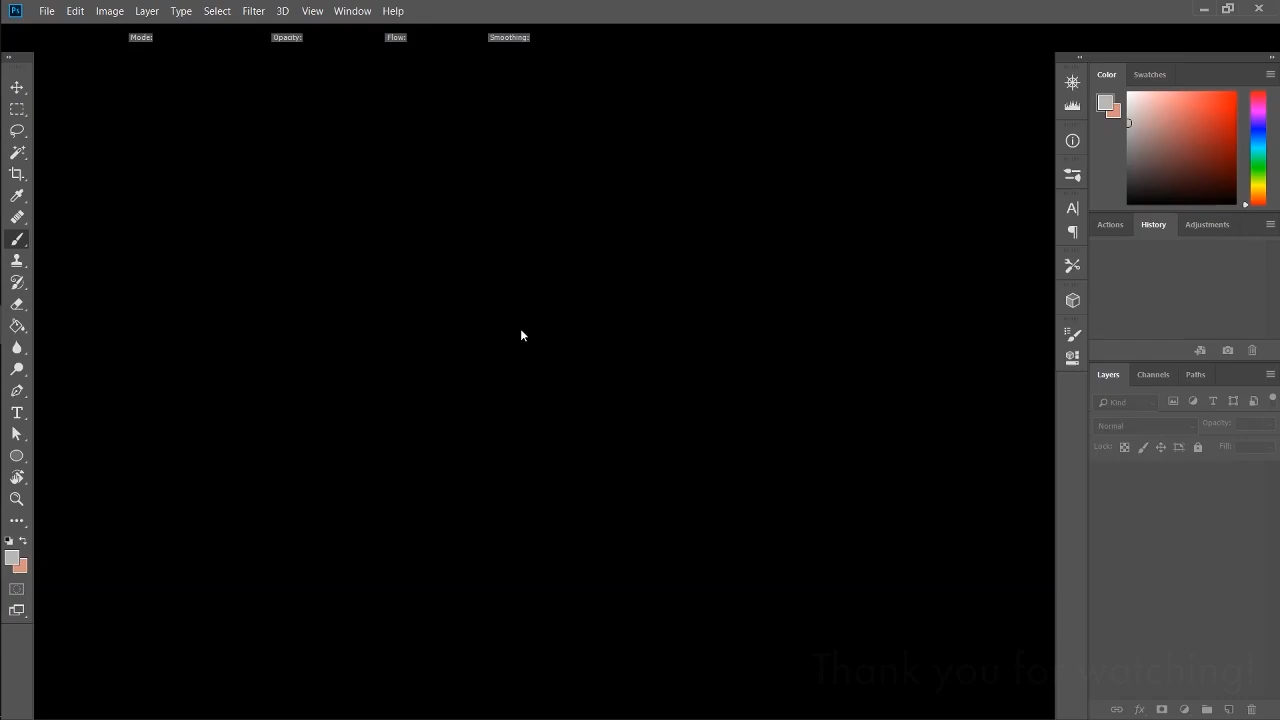 Ps File Edit Image Layer Type Select Filter 3D View Window Help
Mode: Opacity: Flow: Smoothing:
Color Swatches
Actions History Adjustments
Layers Channels Paths
Kind
Normal Opacity:
Lock: Fill:
Thank you for watching!
fx